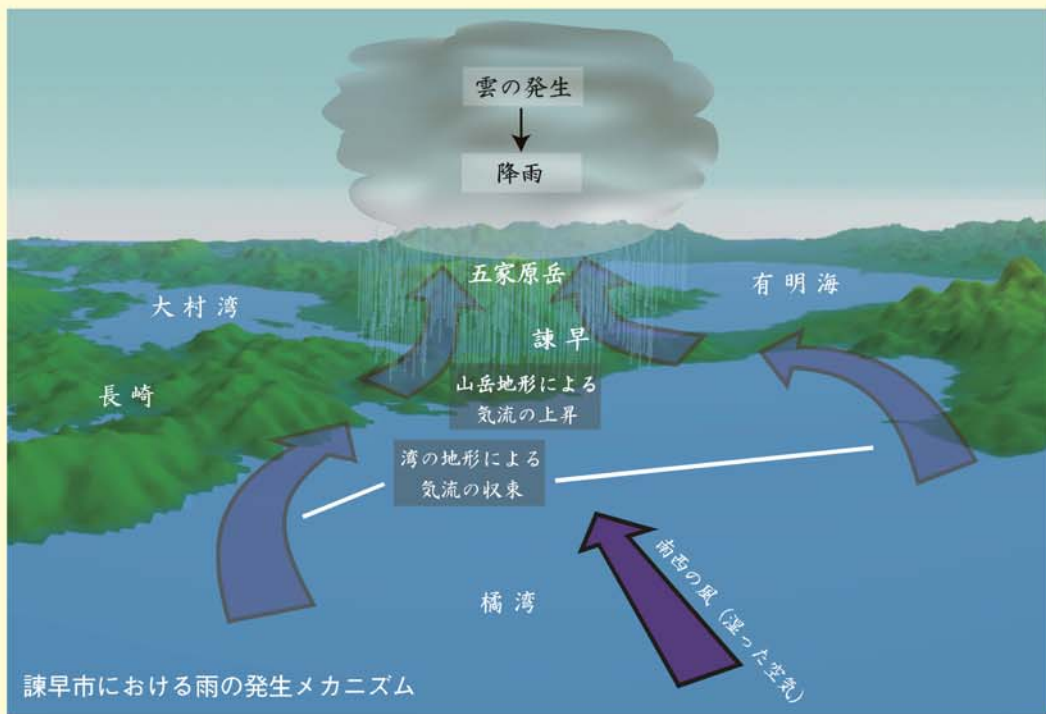 雲の発生
降雨
五家原岳
有明海
大村湾
諫早
長崎
山岳地形による
気流の上昇
湾の地形による
気流の収束
南西の風(湿った空気)
橘湾
諫早市における雨の発生メカニズム